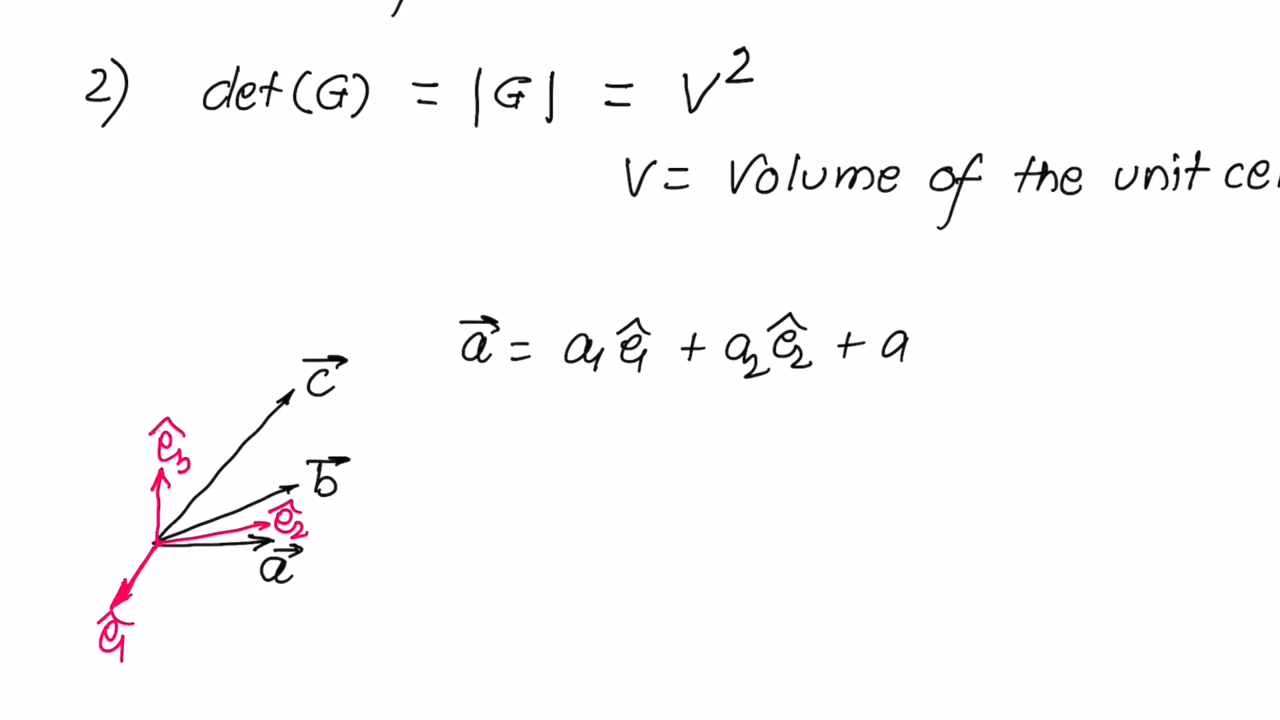 2) det(G) = |G| = V²
V = Volume of the unit ce
a⃗ = a₁ê₁ + a₂ê₂ + a
c⃗
ê₃
b⃗
ê₂
a⃗
ê₁